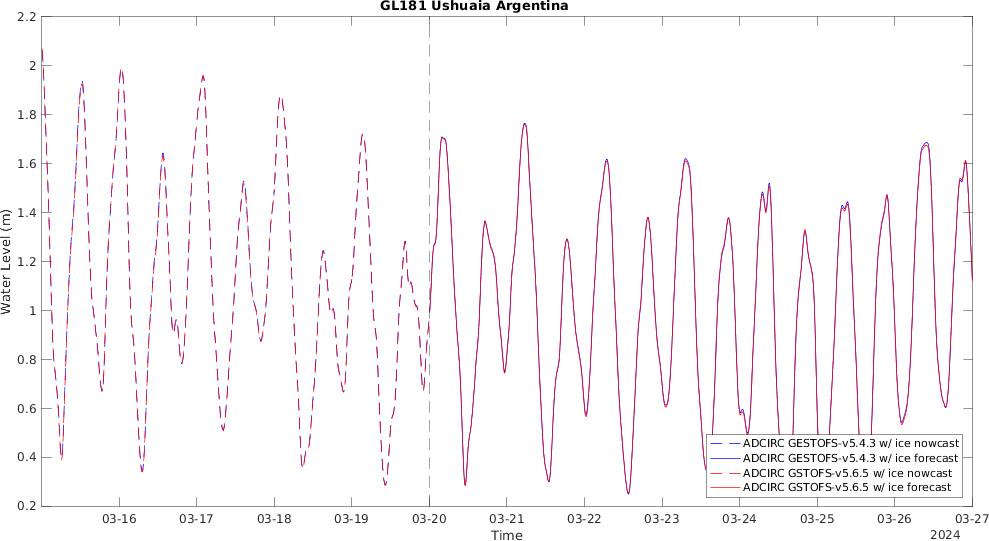 GL181 Ushuaia Argentina
Water Level (m)
2.2
2
1.8
1.6
1.4
1.2
1
0.8
0.6
0.4
0.2
ADCIRC GESTOFS-v5.4.3 w/ ice nowcast
ADCIRC GESTOFS-v5.4.3 w/ ice forecast
ADCIRC GSTOFS-v5.6.5 w/ ice nowcast
ADCIRC GSTOFS-v5.6.5 w/ ice forecast
03-16 03-17 03-18 03-19 03-20 03-21 03-22 03-23 03-24 03-25 03-26 03-27
Time
2024